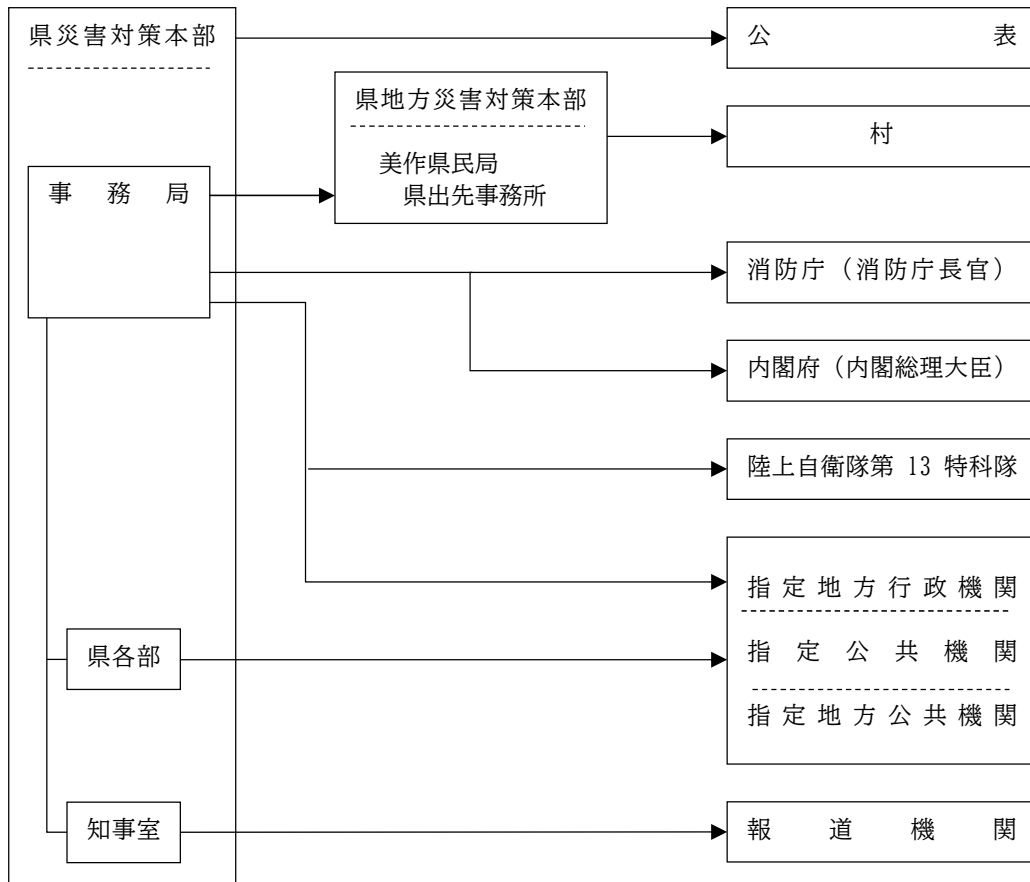 県災害対策本部
公表
県地方災害対策本部
美作県民局
県出先事務所
村
事務局
消防庁（消防庁長官）
内閣府（内閣総理大臣）
陸上自衛隊第 13 特科隊
指定地方行政機関
県各部
指定公共機関
指定地方公共機関
知事室
報道機関